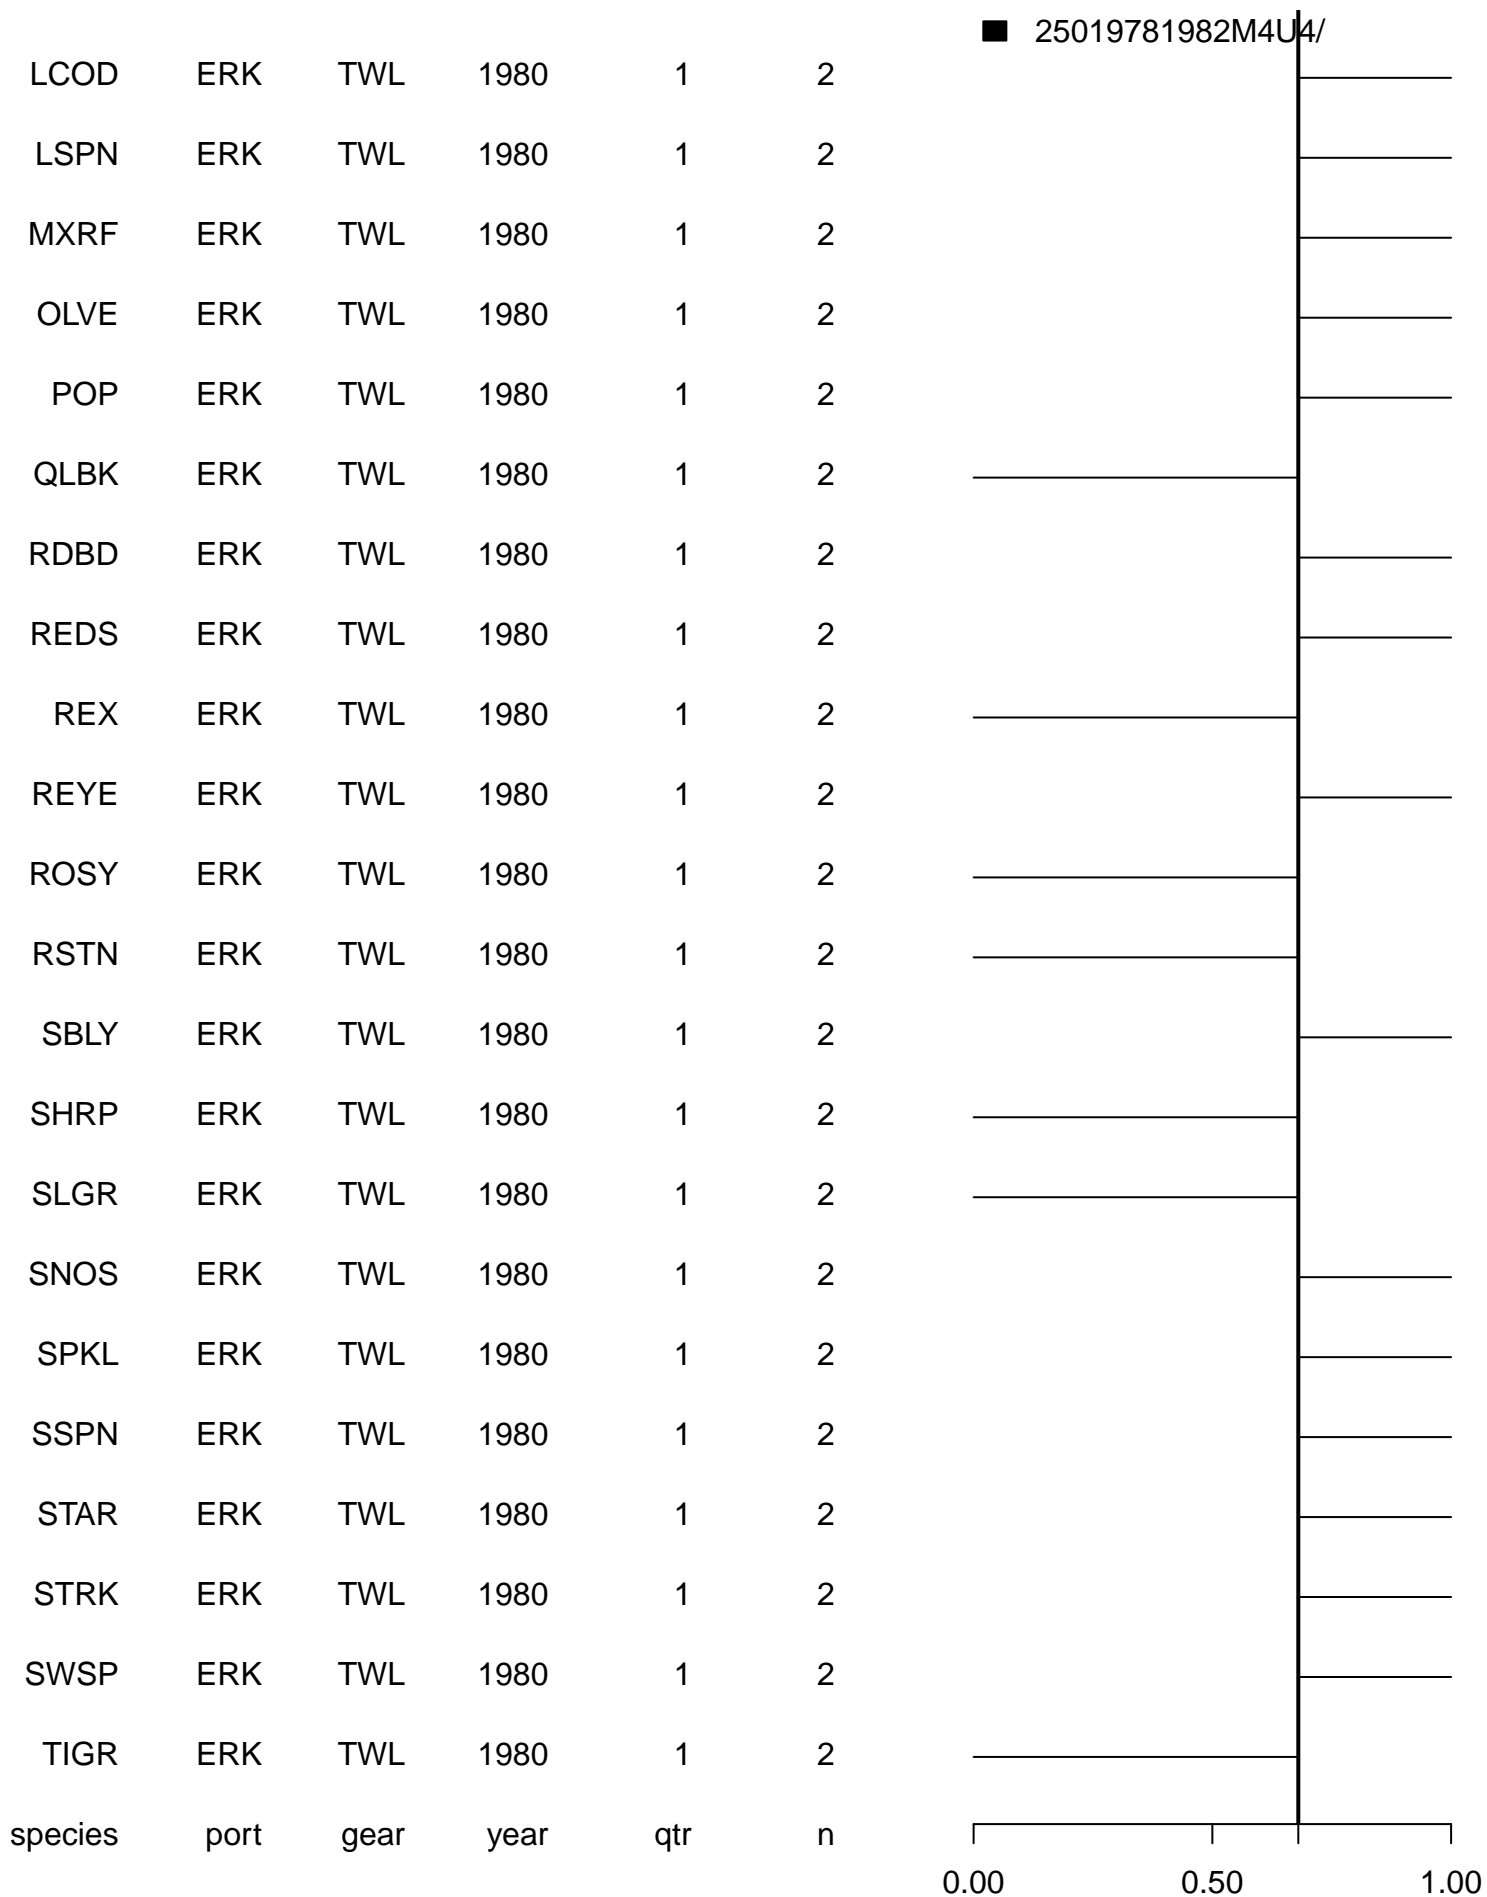 25019781982M4U4/
LCOD ERK TWL 1980 1 2
LSPN ERK TWL 1980 1 2
MXRF ERK TWL 1980 1 2
OLVE ERK TWL 1980 1 2
POP ERK TWL 1980 1 2
QLBK ERK TWL 1980 1 2
RDBD ERK TWL 1980 1 2
REDS ERK TWL 1980 1 2
REX ERK TWL 1980 1 2
REYE ERK TWL 1980 1 2
ROSY ERK TWL 1980 1 2
RSTN ERK TWL 1980 1 2
SBLY ERK TWL 1980 1 2
SHRP ERK TWL 1980 1 2
SLGR ERK TWL 1980 1 2
SNOS ERK TWL 1980 1 2
SPKL ERK TWL 1980 1 2
SSPN ERK TWL 1980 1 2
STAR ERK TWL 1980 1 2
STRK ERK TWL 1980 1 2
SWSP ERK TWL 1980 1 2
TIGR ERK TWL 1980 1 2
species port gear year qtr n
0.00 0.50 1.00